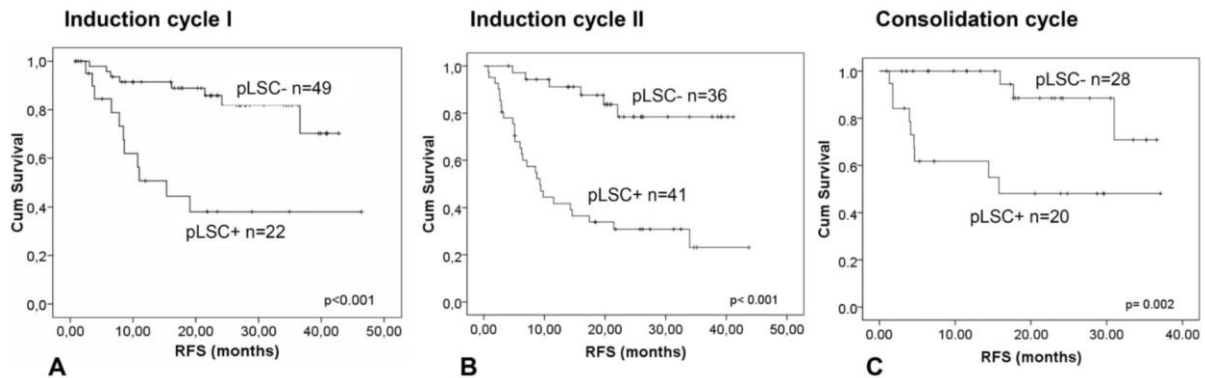 Induction cycle I
Induction cycle II
Consolidation cycle
1,0
0,8
0,6
0,4
0,2
0,0
Cum Survival
pLSC- n=49
pLSC+ n=22
p<0.001
0,00 10,00 20,00 30,00 40,00 50,00
RFS (months)
A
1,0
0,8
0,6
0,4
0,2
0,0
Cum Survival
pLSC- n=36
pLSC+ n=41
p< 0.001
0.00 10.00 20.00 30.00 40.00 50.00
RFS (months)
B
1.0
0.8
0.6
0.4
0.2
0.0
Cum Survival
pLSC- n=28
pLSC+ n=20
p= 0.002
0.00 10.00 20.00 30.00 40.00
RFS (months)
C